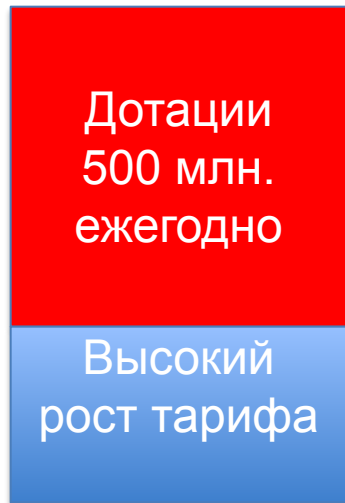 Дотации
500 млн.
ежегодно
Высокий
рост тарифа